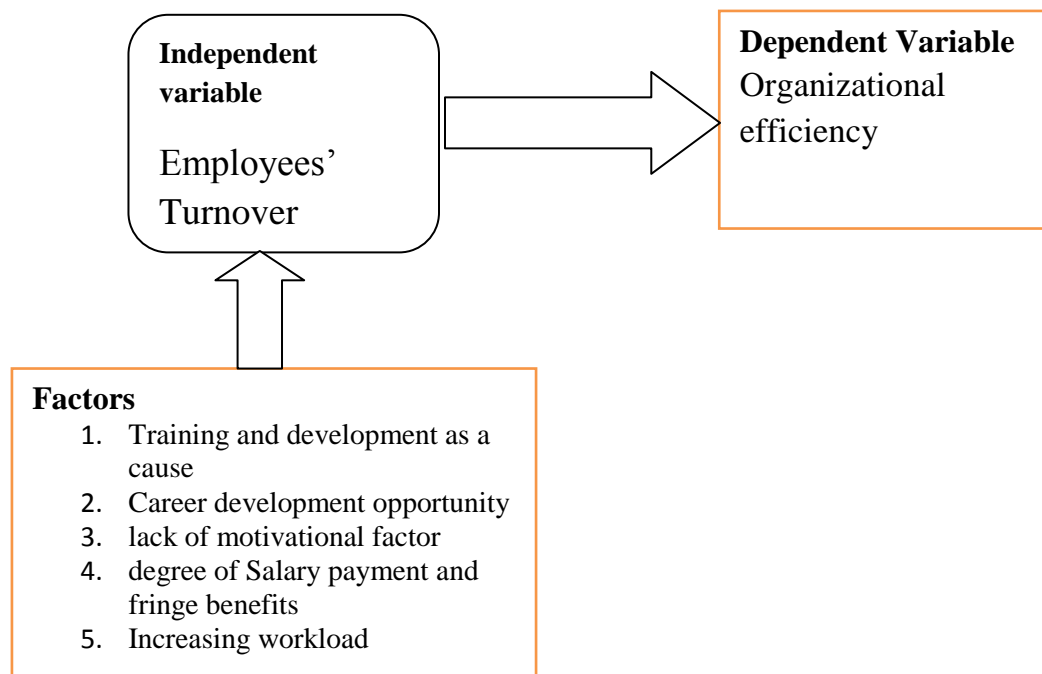 Independent
variable
Employees’
Turnover
Dependent Variable
Organizational
efficiency
Factors
1. Training and development as a
cause
2. Career development opportunity
3. lack of motivational factor
4. degree of Salary payment and
fringe benefits
5. Increasing workload